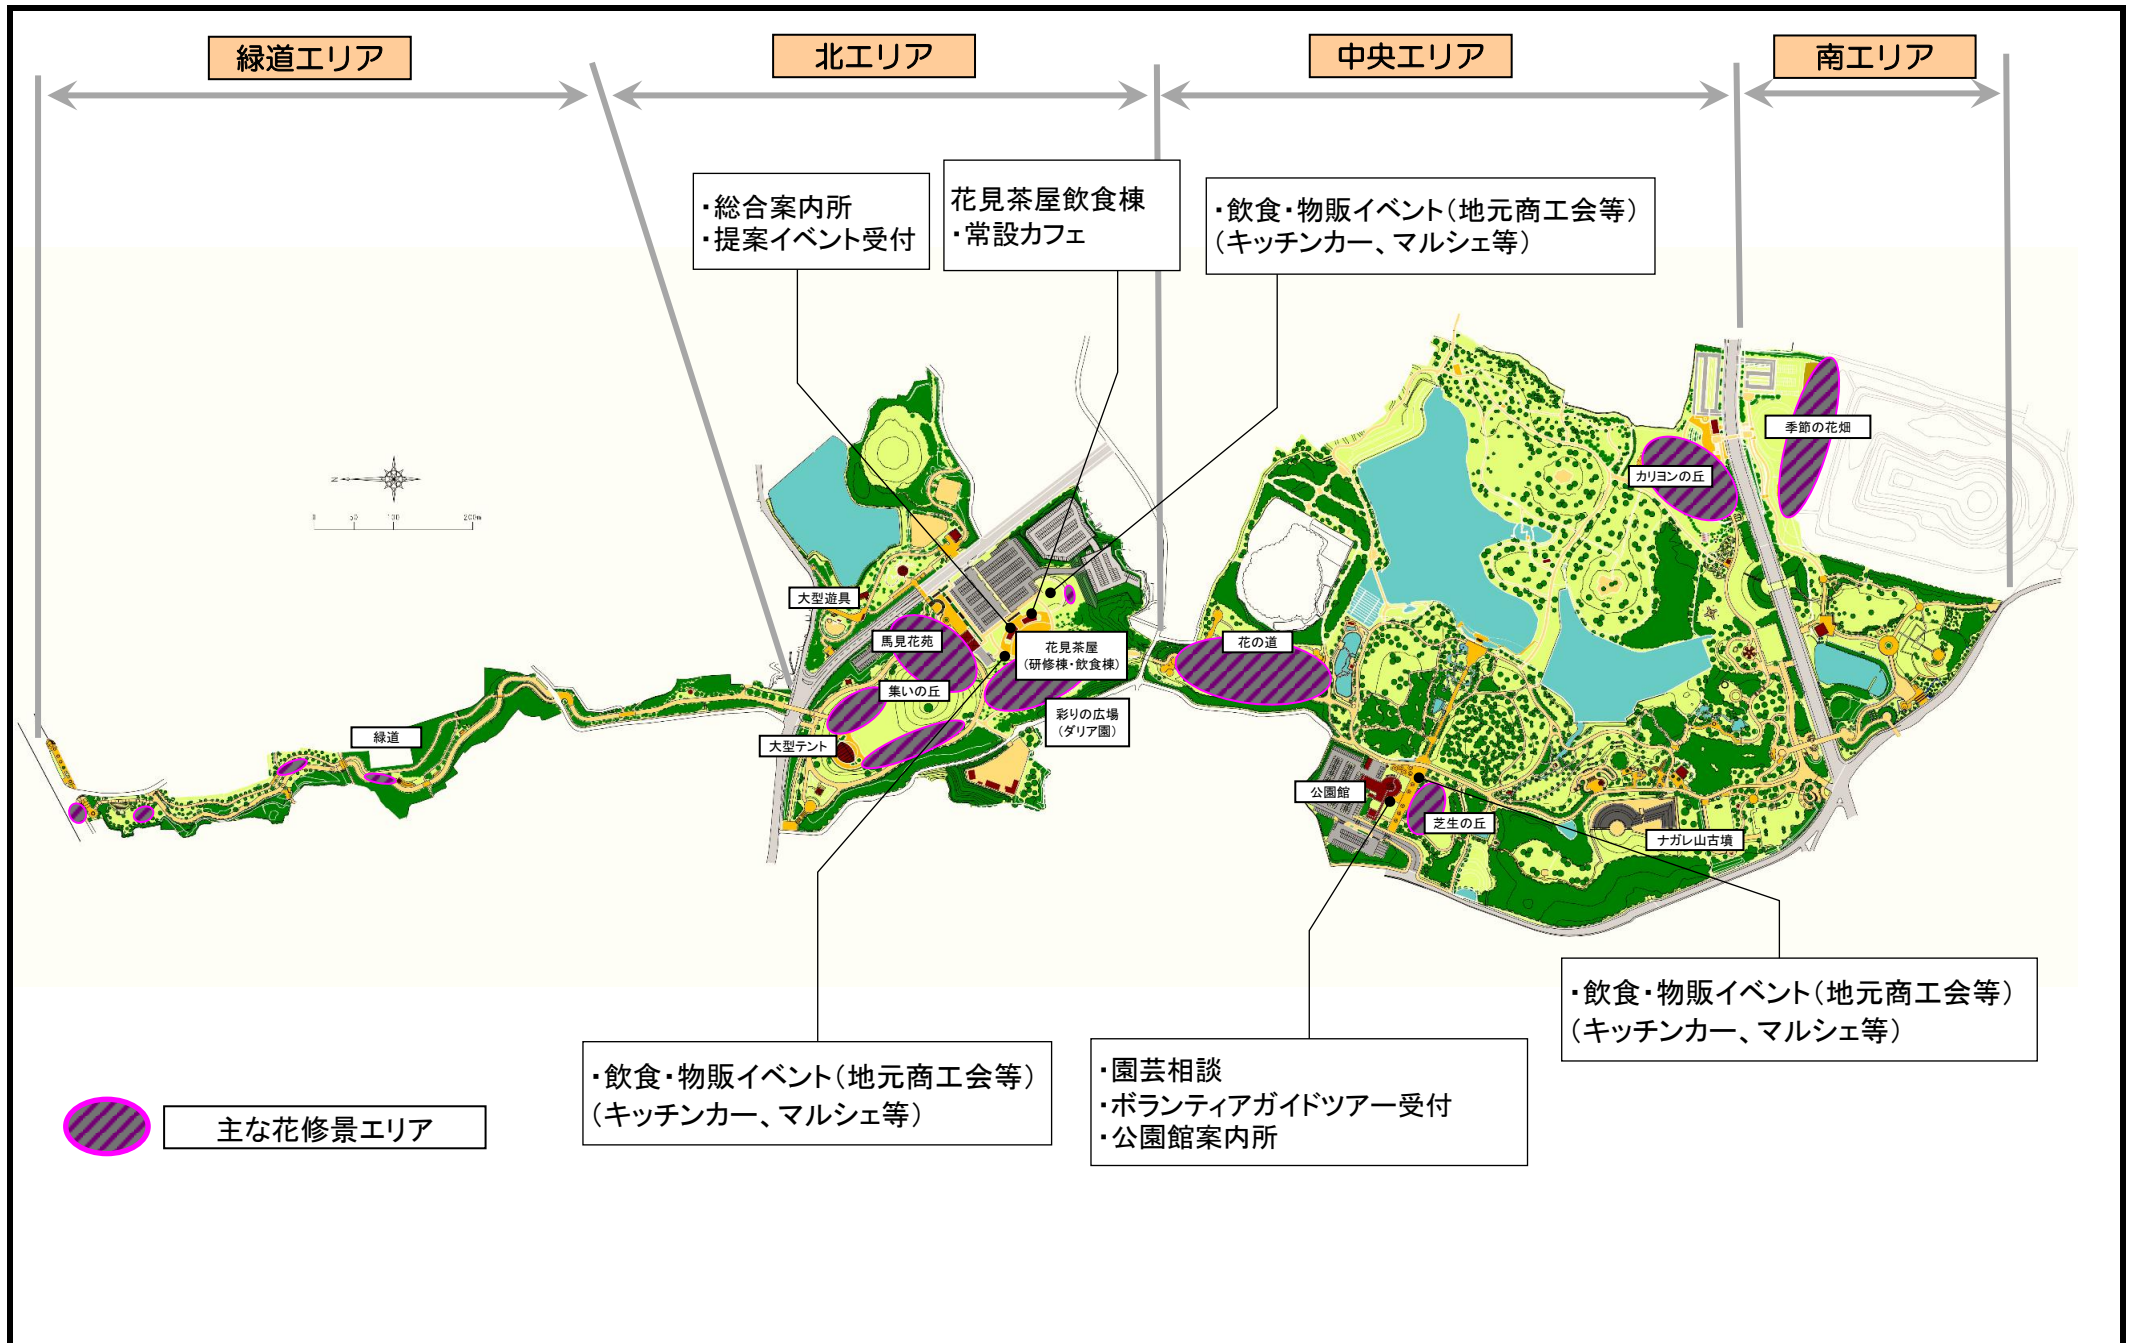 緑道エリア
北エリア
中央エリア
南エリア
・総合案内所
・提案イベント受付
花見茶屋飲食棟
・常設カフェ
・飲食・物販イベント(地元商工会等)
(キッチンカー、マルシェ等)
季節の花畑
カリヨンの丘
N
0 50 100 200m
大型遊具
馬見花苑
花見茶屋
(研修棟・飲食棟)
花の道
集いの丘
彩りの広場
(ダリア園)
緑道
大型テント
公園館
芝生の丘
ナガレ山古墳
・飲食・物販イベント(地元商工会等)
(キッチンカー、マルシェ等)
・飲食・物販イベント(地元商工会等)
(キッチンカー、マルシェ等)
・園芸相談
・ボランティアガイドツアー受付
・公園館案内所
主な花修景エリア